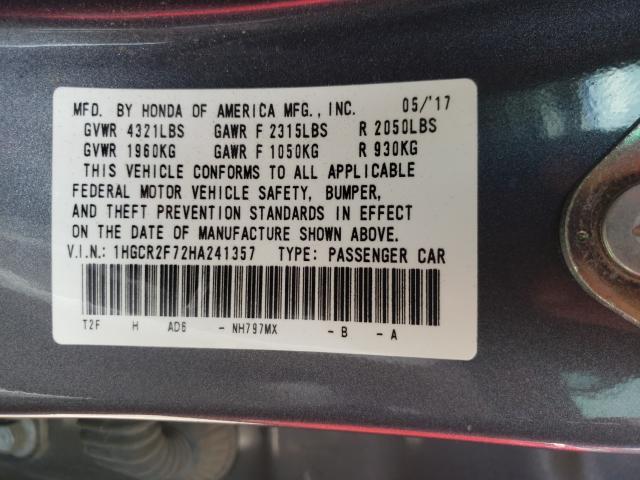 MFD. BY HONDA OF AMERICA MFG., INC. 05/'17
GVWR 4321LBS GAWR F 2315LBS R 2050LBS
GVWR 1960KG GAWR F 1050KG R 930KG
THIS VEHICLE CONFORMS TO ALL APPLICABLE
FEDERAL MOTOR VEHICLE SAFETY, BUMPER,
AND THEFT PREVENTION STANDARDS IN EFFECT
ON THE DATE OF MANUFACTURE SHOWN ABOVE.
V.I.N.: 1HGCR2F72HA241357 TYPE: PASSENGER CAR
T2F H AD6 - NH797MX - B - A